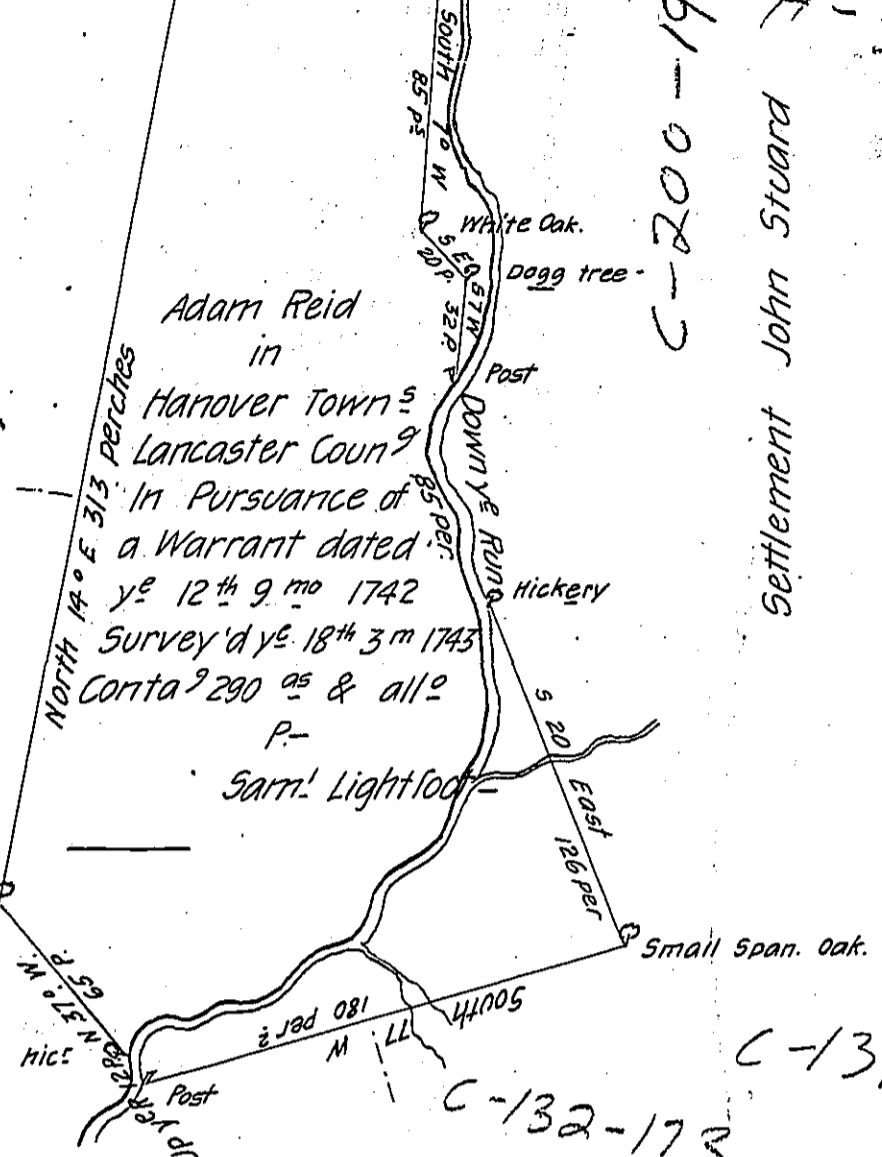 South 7° W
85 ps
White Oak.
S E
20 P.
Dogg tree -
S 7 W
32 P.
Post
C-200-19
Settlement John Stuard
Adam Reid
in
Hanover Town s
Lancaster Coun g
In Pursuance of
a Warrant dated
ye 12th 9 mo 1742
Survey'd ye 18th 3 m 1743
Conta g 290 as & allo
P.-
Saml Lightfoot -
North 14° E 313 perches
Down ye Run
85 per.
Hickery
S 20 East
126 per
Small Span. Oak.
South 77 W
180 per
N 37° W.
65 P.
hic
12 P
Post
C-13
C-132-173